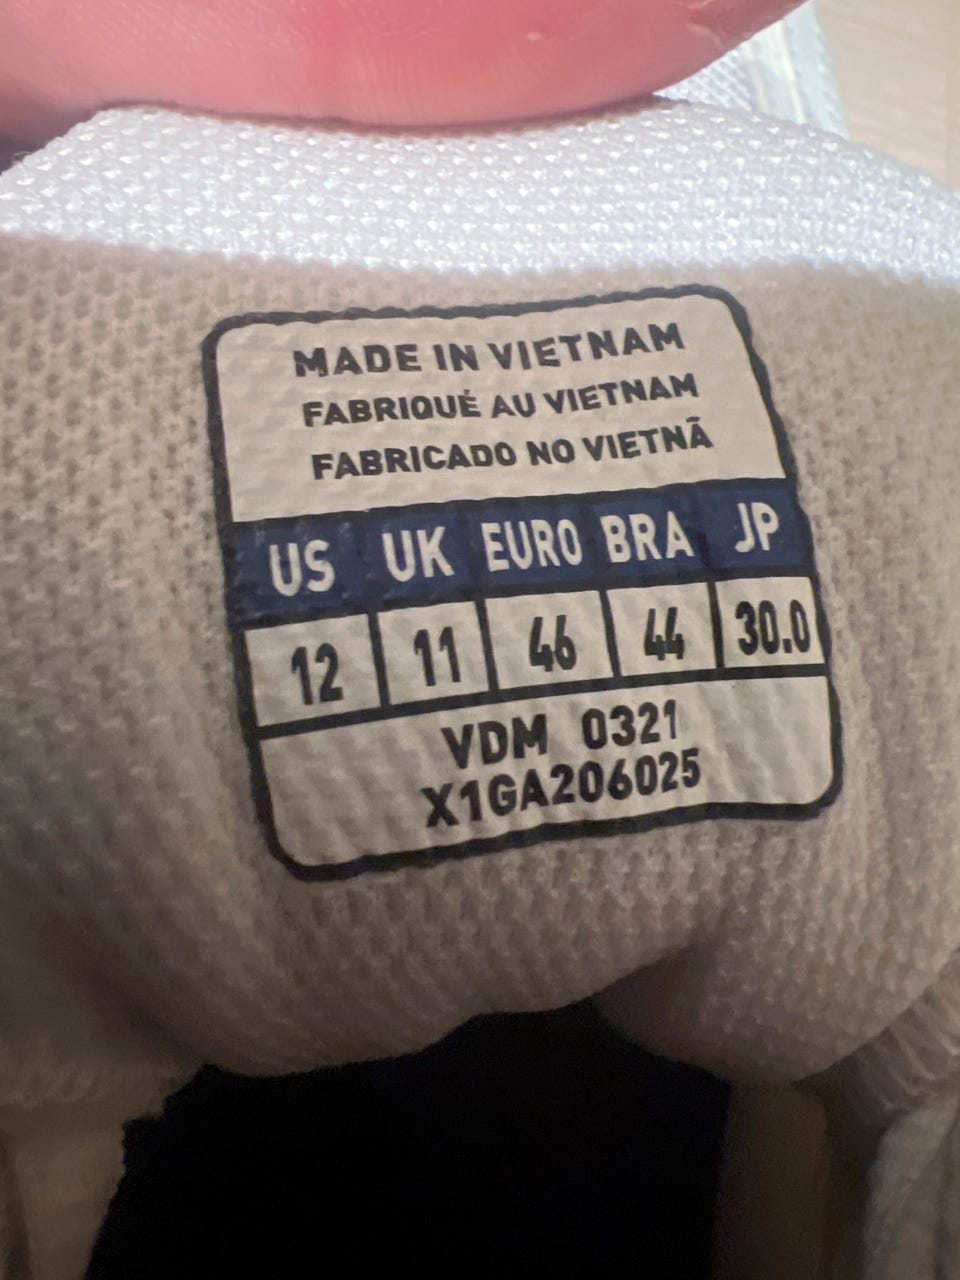 MADE IN VIETNAM
FABRIQUÉ AU VIETNAM
FABRICADO NO VIETNÃ
US UK EURO BRA JP
12 11 46 44 30.0
VDM 0321
X1GA206025